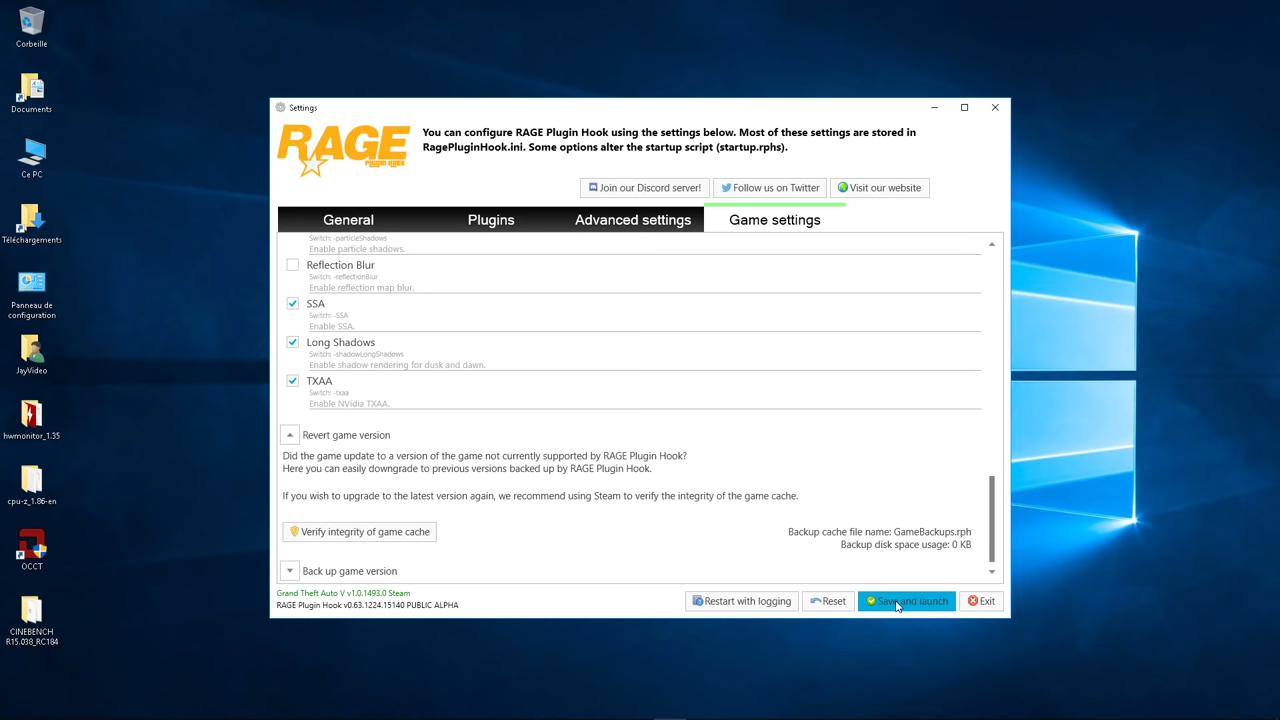 Corbeille
Documents
Ce PC
Téléchargements
Panneau de
configuration
JayVideo
hwmonitor_1.35
cpu-z_1.86-en
OCCT
CINEBENCH
R15.038_RC184
Settings
RAGE
PLUGIN HOOK
You can configure RAGE Plugin Hook using the settings below. Most of these settings are stored in
RagePluginHook.ini. Some options alter the startup script (startup.rphs).
Join our Discord server!
Follow us on Twitter
Visit our website
General
Plugins
Advanced settings
Game settings
Switch: -particleShadows
Enable particle shadows.
Reflection Blur
Switch: -reflectionBlur
Enable reflection map blur.
SSA
Switch: -SSA
Enable SSA.
Long Shadows
Switch: -shadowLongShadows
Enable shadow rendering for dusk and dawn.
TXAA
Switch: -txaa
Enable NVidia TXAA.
Revert game version
Did the game update to a version of the game not currently supported by RAGE Plugin Hook?
Here you can easily downgrade to previous versions backed up by RAGE Plugin Hook.
If you wish to upgrade to the latest version again, we recommend using Steam to verify the integrity of the game cache.
Verify integrity of game cache
Backup cache file name: GameBackups.rph
Backup disk space usage: 0 KB
Back up game version
Grand Theft Auto V v1.0.1493.0 Steam
RAGE Plugin Hook v0.63.1224.15140 PUBLIC ALPHA
Restart with logging
Reset
Save and launch
Exit